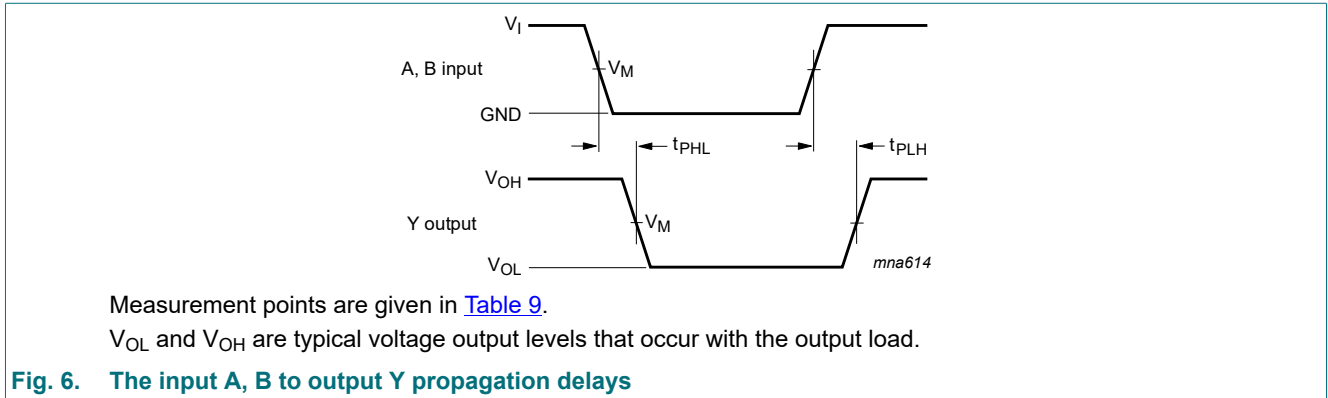 VI
A, B input
VM
GND
tPHL
tPLH
VOH
Y output
VM
VOL
mna614
Measurement points are given in Table 9.
VOL and VOH are typical voltage output levels that occur with the output load.
Fig. 6. The input A, B to output Y propagation delays